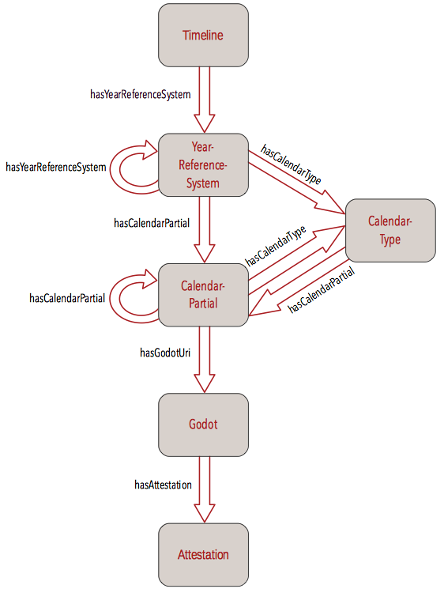 Timeline
hasYearReferenceSystem
Year-
Reference-
System
hasYearReferenceSystem
hasCalendarType
Calendar-
Type
hasCalendarPartial
hasCalendarType
hasCalendarPartial
Calendar-
Partial
hasCalendarPartial
hasGodotUri
Godot
hasAttestation
Attestation